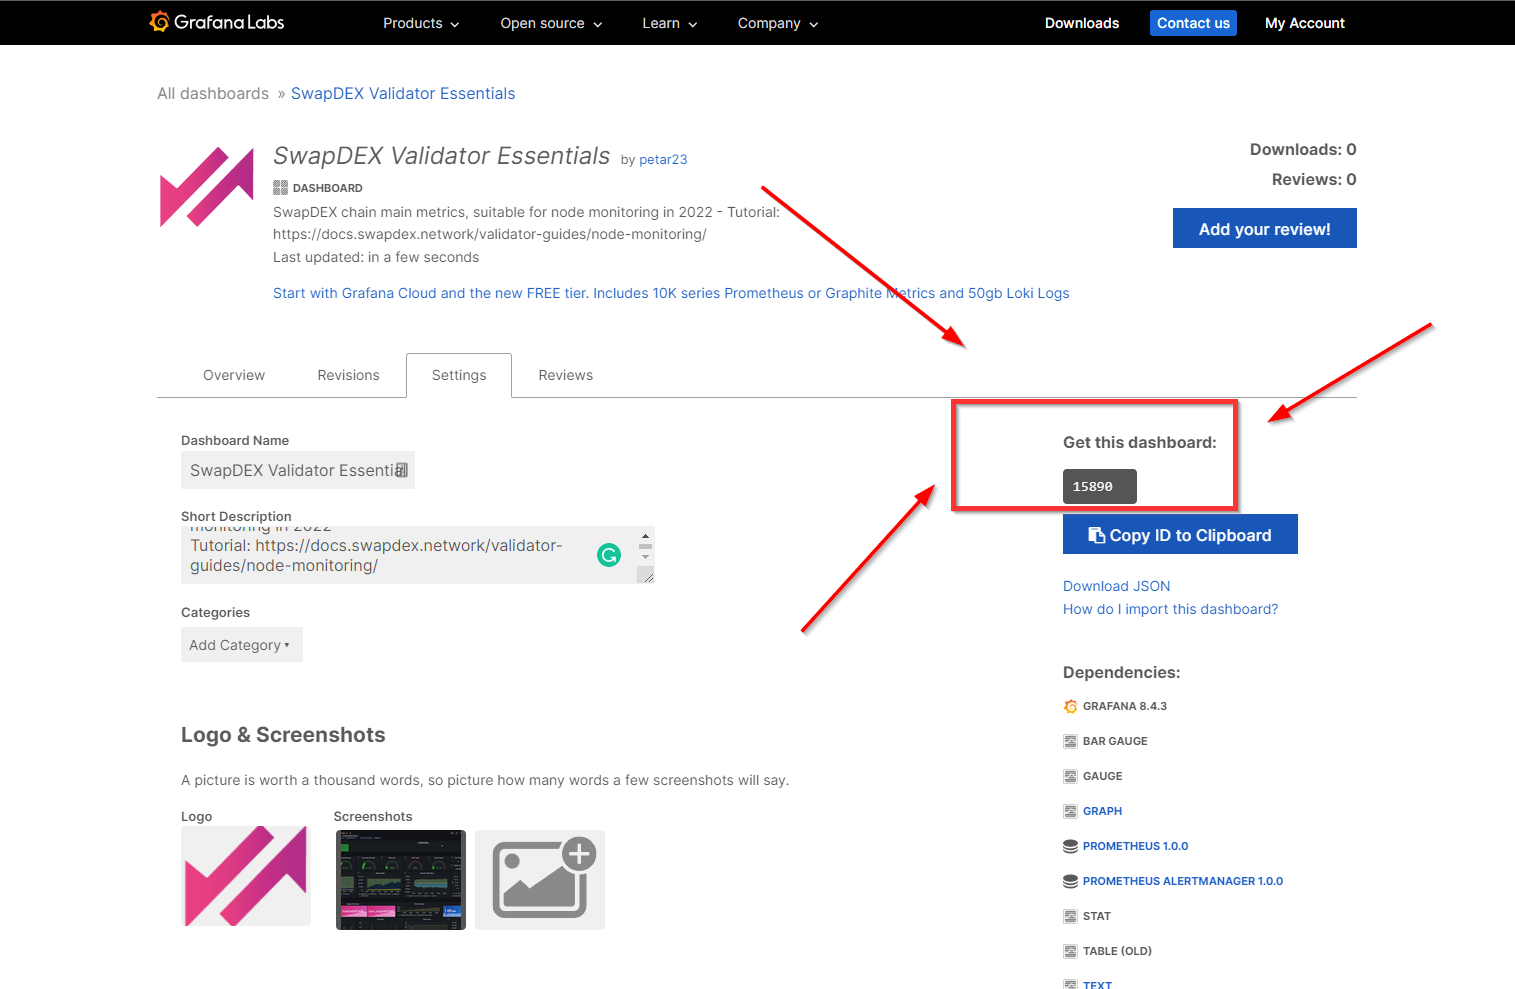 Grafana Labs
Products
Open source
Learn
Company
Downloads
Contact us
My Account
All dashboards » SwapDEX Validator Essentials
SwapDEX Validator Essentials by petar23
DASHBOARD
SwapDEX chain main metrics, suitable for node monitoring in 2022 - Tutorial:
https://docs.swapdex.network/validator-guides/node-monitoring/
Last updated: in a few seconds
Start with Grafana Cloud and the new FREE tier. Includes 10K series Prometheus or Graphite Metrics and 50gb Loki Logs
Downloads: 0
Reviews: 0
Add your review!
Overview
Revisions
Settings
Reviews
Dashboard Name
SwapDEX Validator Essential
Short Description
monitoring in 2022
Tutorial: https://docs.swapdex.network/validator-
guides/node-monitoring/
Categories
Add Category
Logo & Screenshots
A picture is worth a thousand words, so picture how many words a few screenshots will say.
Logo
Screenshots
Get this dashboard:
15890
Copy ID to Clipboard
Download JSON
How do I import this dashboard?
Dependencies:
GRAFANA 8.4.3
BAR GAUGE
GAUGE
GRAPH
PROMETHEUS 1.0.0
PROMETHEUS ALERTMANAGER 1.0.0
STAT
TABLE (OLD)
TEXT